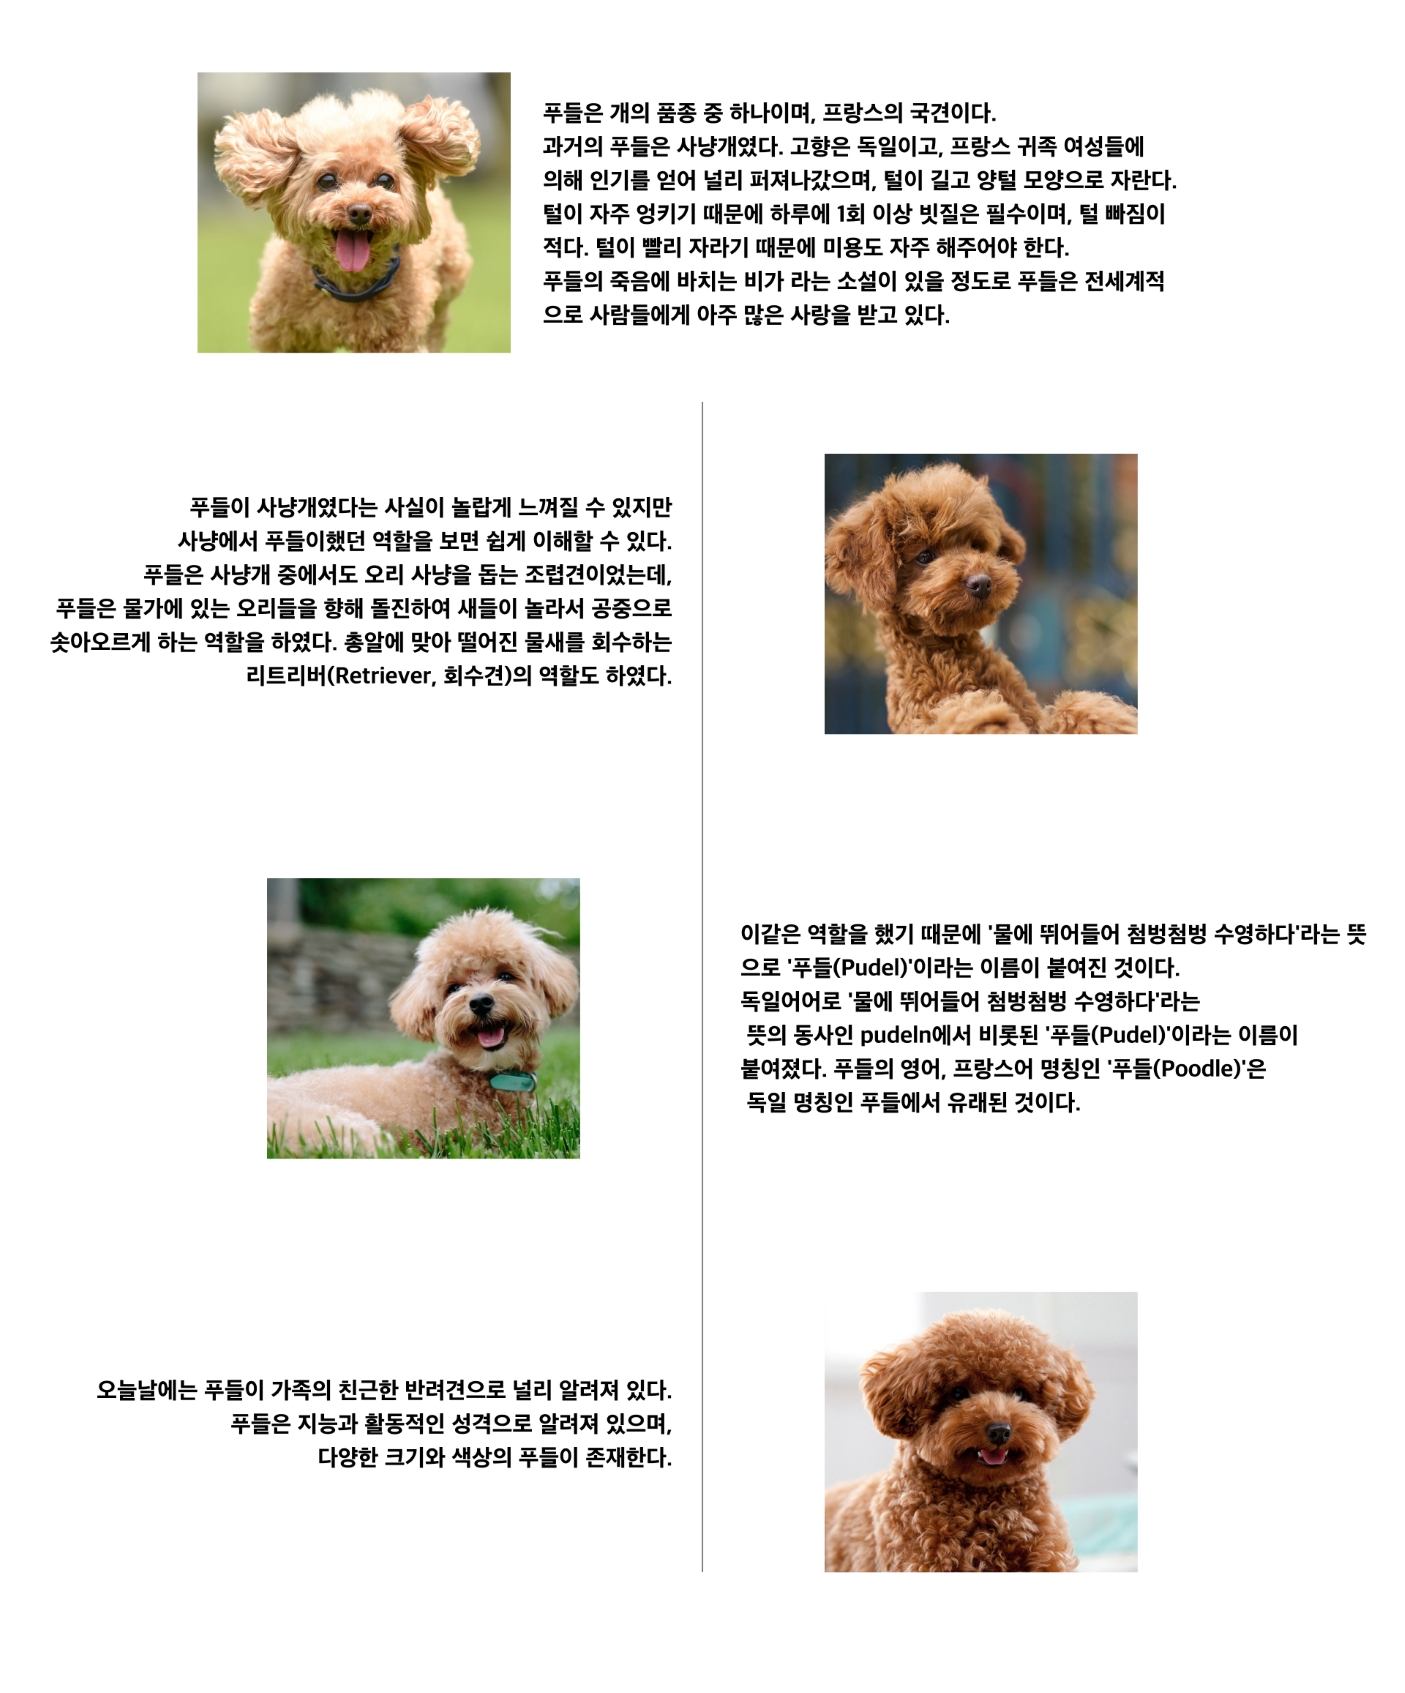 푸들은 개의 품종 중 하나이며, 프랑스의 국견이다.
과거의 푸들은 사냥개였다. 고향은 독일이고, 프랑스 귀족 여성들에
의해 인기를 얻어 널리 퍼져나갔으며, 털이 길고 양털 모양으로 자란다.
털이 자주 엉키기 때문에 하루에 1회 이상 빗질은 필수이며, 털 빠짐이
적다. 털이 빨리 자라기 때문에 미용도 자주 해주어야 한다.
푸들의 죽음에 바치는 비가 라는 소설이 있을 정도로 푸들은 전세계적
으로 사람들에게 아주 많은 사랑을 받고 있다.
푸들이 사냥개였다는 사실이 놀랍게 느껴질 수 있지만
사냥에서 푸들이했던 역할을 보면 쉽게 이해할 수 있다.
푸들은 사냥개 중에서도 오리 사냥을 돕는 조렵견이었는데,
푸들은 물가에 있는 오리들을 향해 돌진하여 새들이 놀라서 공중으로
솟아오르게 하는 역할을 하였다. 총알에 맞아 떨어진 물새를 회수하는
리트리버(Retriever, 회수견)의 역할도 하였다.
이같은 역할을 했기 때문에 '물에 뛰어들어 첨벙첨벙 수영하다'라는 뜻
으로 '푸들(Pudel)'이라는 이름이 붙여진 것이다.
독일어어로 '물에 뛰어들어 첨벙첨벙 수영하다'라는
뜻의 동사인 pudeln에서 비롯된 '푸들(Pudel)'이라는 이름이
붙여졌다. 푸들의 영어, 프랑스어 명칭인 '푸들(Poodle)'은
독일 명칭인 푸들에서 유래된 것이다.
오늘날에는 푸들이 가족의 친근한 반려견으로 널리 알려져 있다.
푸들은 지능과 활동적인 성격으로 알려져 있으며,
다양한 크기와 색상의 푸들이 존재한다.